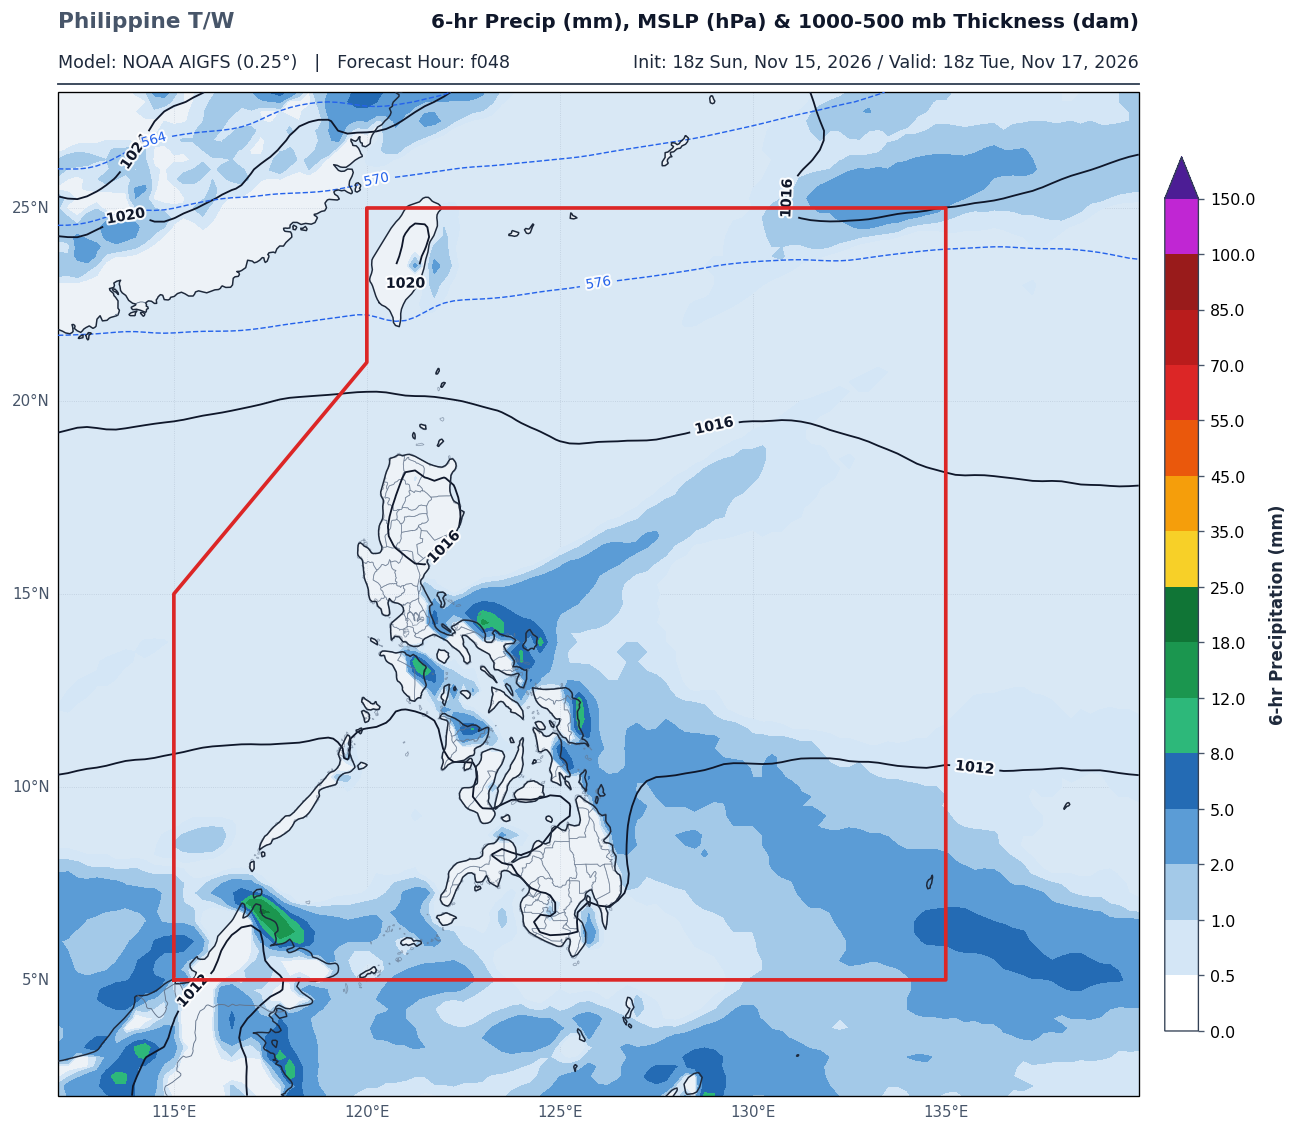 Philippine T/W
6-hr Precip (mm), MSLP (hPa) & 1000-500 mb Thickness (dam)
Model: NOAA AIGFS (0.25°) | Forecast Hour: f048
Init: 18z Sun, Nov 15, 2026 / Valid: 18z Tue, Nov 17, 2026
564
1020
570
1016
25°N
576
1020
20°N
1016
1016
15°N
1012
10°N
5°N
1012
115°E
120°E
125°E
130°E
135°E
150.0
100.0
85.0
70.0
55.0
45.0
35.0
25.0
18.0
12.0
8.0
5.0
2.0
1.0
0.5
0.0
6-hr Precipitation (mm)